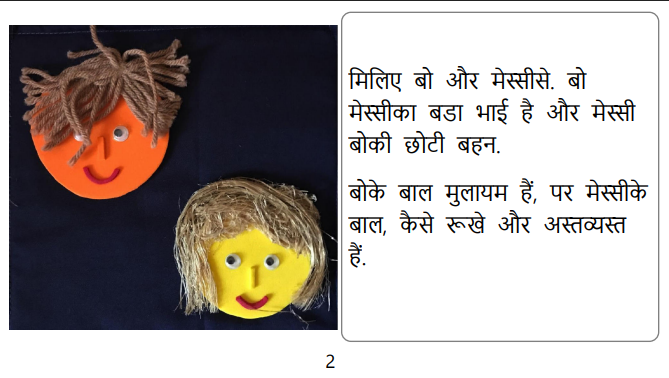 मिलिए बो और मेस्सीसे. बो
मेस्सीका बडा भाई है और मेस्सी
बोकी छोटी बहन.
बोके बाल मुलायम हैं, पर मेस्सीके
बाल, कैसे रूखे और अस्तव्यस्त
हैं.
2